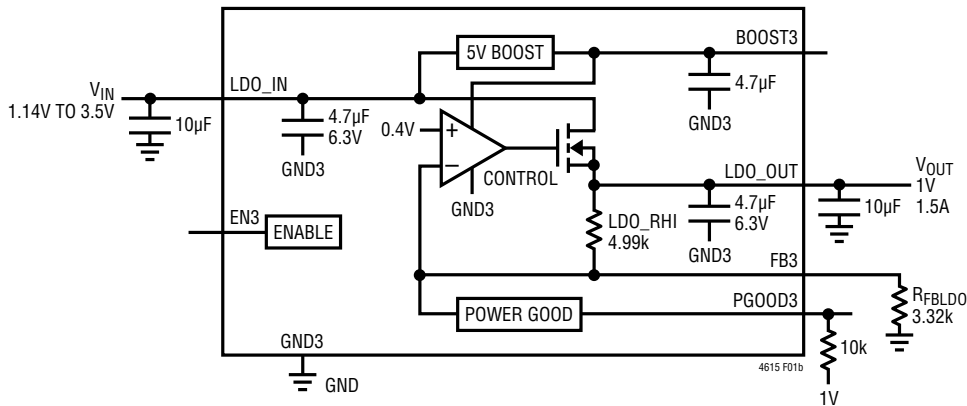 5V BOOST
BOOST3
VIN
1.14V TO 3.5V
LDO_IN
10µF
4.7µF
6.3V
GND3
0.4V
+
−
GND3
CONTROL
4.7µF
GND3
LDO_OUT
VOUT
1V
1.5A
4.7µF
6.3V
GND3
10µF
EN3
ENABLE
LDO_RHI
4.99k
FB3
POWER GOOD
PGOOD3
RFBLDO
3.32k
GND3
GND
10k
1V
4615 F01b